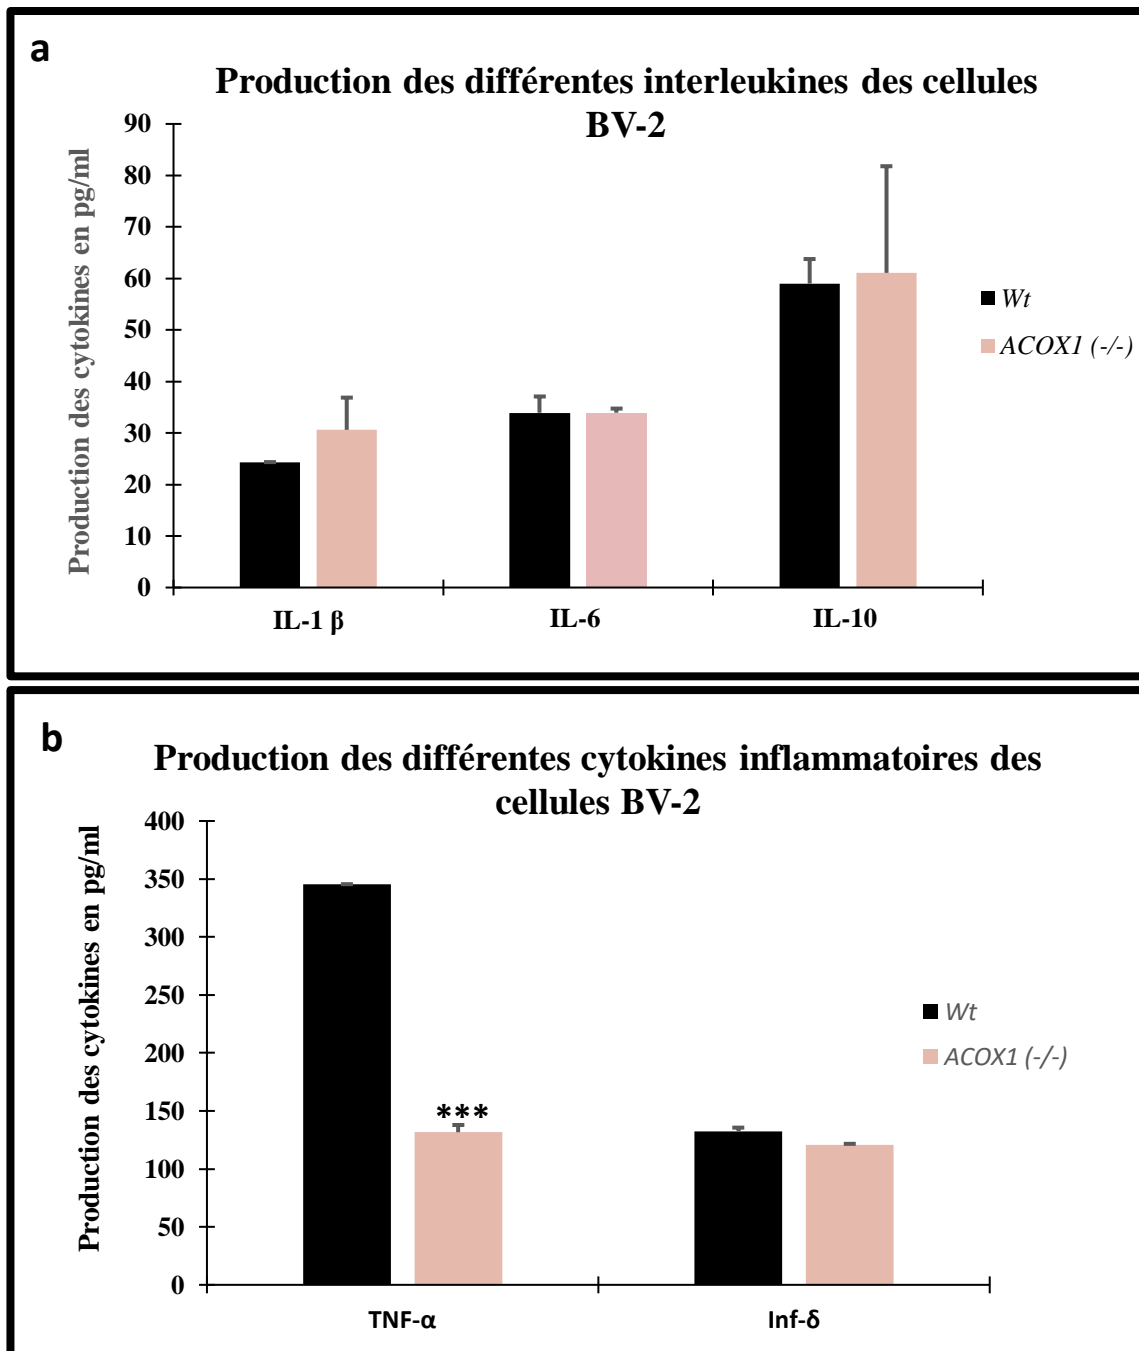 a
Production des différentes interleukines des cellules
BV-2
Production des cytokines en pg/ml
90
80
70
60
50
40
30
20
10
0
IL-1 β
IL-6
IL-10
Wt
ACOX1 (-/-)
b
Production des différentes cytokines inflammatoires des
cellules BV-2
Production des cytokines en pg/ml
400
350
300
250
200
150
100
50
0
***
TNF-α
Inf-δ
Wt
ACOX1 (-/-)